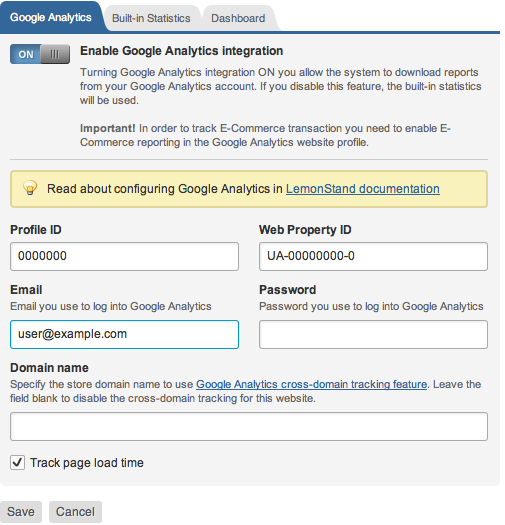 Google Analytics Built-in Statistics Dashboard
ON
Enable Google Analytics integration
Turning Google Analytics integration ON you allow the system to download reports
from your Google Analytics account. If you disable this feature, the built-in statistics
will be used.
Important! In order to track E-Commerce transaction you need to enable E-
Commerce reporting in the Google Analytics website profile.
Read about configuring Google Analytics in LemonStand documentation
Profile ID Web Property ID
0000000 UA-00000000-0
Email Password
Email you use to log into Google Analytics Password you use to log into Google Analytics
user@example.com
Domain name
Specify the store domain name to use Google Analytics cross-domain tracking feature. Leave the
field blank to disable the cross-domain tracking for this website.
Track page load time
Save Cancel